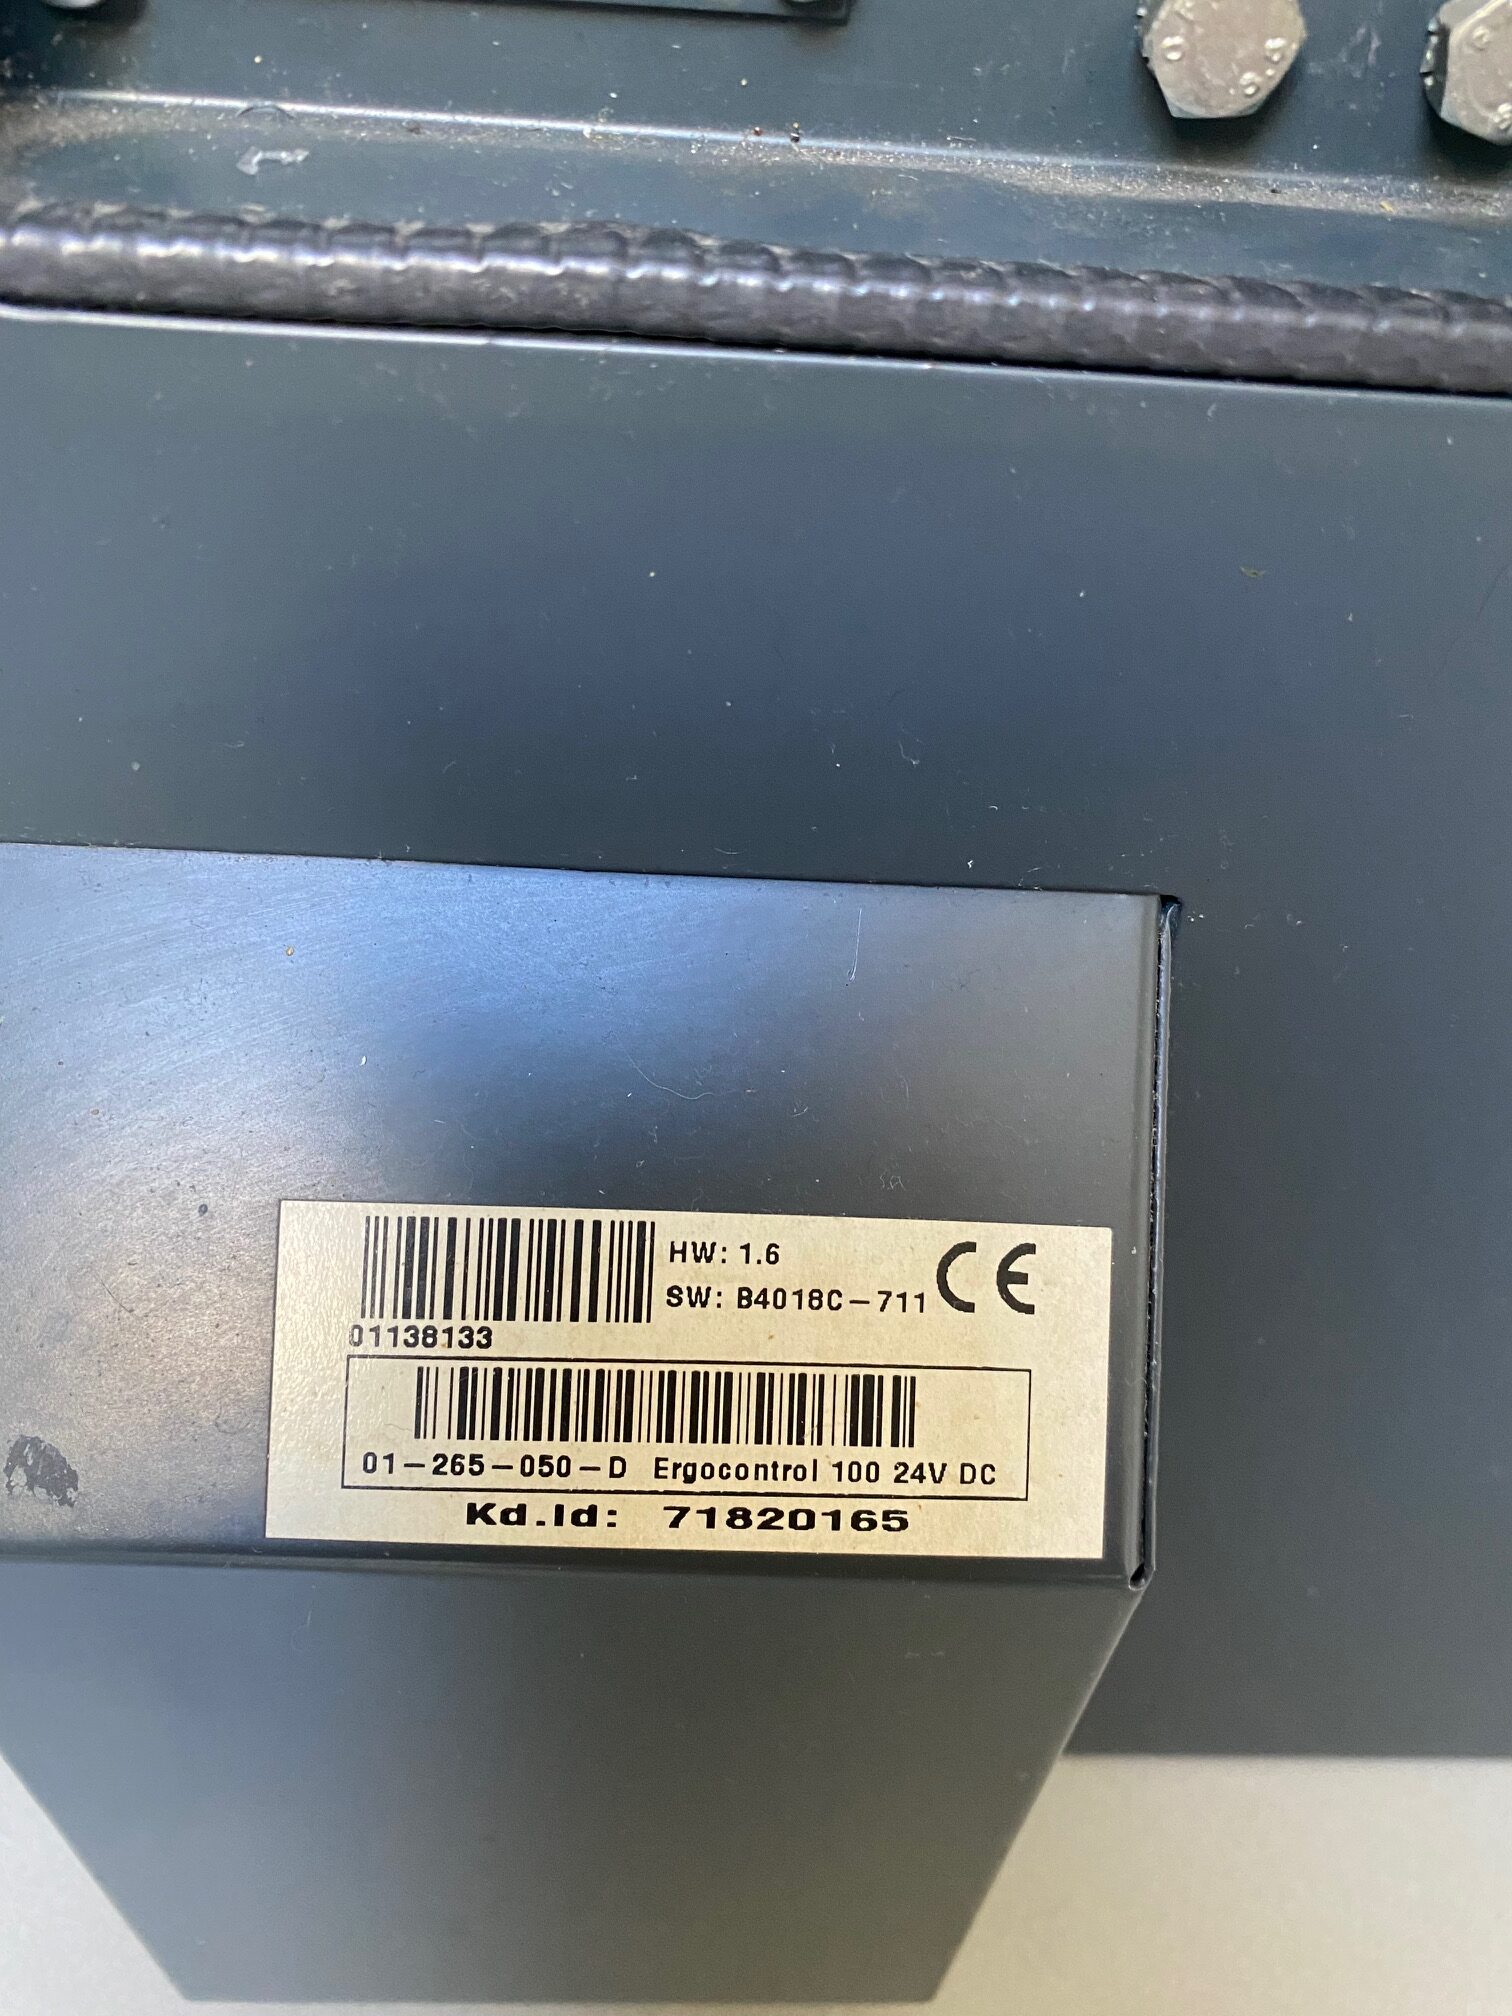 HW: 1.6
SW: B4018C-711
CE
01138133
01-265-050-D Ergocontrol 100 24V DC
Kd.Id: 71820165